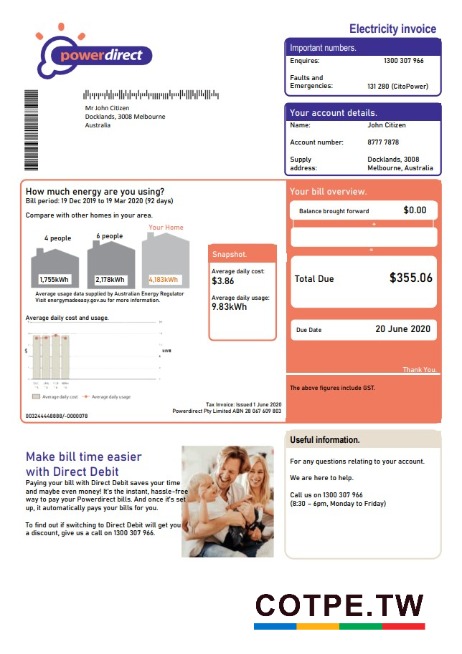 Electricity invoice
powerdirect
Important numbers.
Enquires: 1300 307 966
Faults and
Emergencies: 131 280 (CitoPower)
Mr John Citizen
Docklands, 3008 Melbourne
Australia
Your account details.
Name: John Citizen
Account number: 8777 7878
Supply Docklands, 3008
address: Melbourne, Australia
How much energy are you using?
Bill period: 19 Dec 2019 to 19 Mar 2020 (92 days)
Compare with other homes in your area.
4 people
6 people
Your Home
1,755kWh
2,178kWh
4,183kWh
Average usage data supplied by Australian Energy Regulator
Visit energymadeeasy.gov.au for more information.
Snapshot.
Average daily cost:
$3.86
Average daily usage:
9.83kWh
Average daily cost and usage.
$
kWh
Average daily cost
Average daily usage
Tax Invoice: Issued 1 June 2020
Powerdirect Pty Limited ABN 28 067 609 803
Your bill overview.
Balance brought forward $0.00
Total Due $355.06
Due Date 20 June 2020
Thank You.
The above figures include GST.
Make bill time easier
with Direct Debit
Paying your bill with Direct Debit saves your time
and maybe even money! It's the instant, hassle-free
way to pay your Powerdirect bills. And once it's set
up, it automatically pays your bills for you.
To find out if switching to Direct Debit will get you
a discount, give us a call on 1300 307 966.
Useful information.
For any questions relating to your account.
We are here to help.
Call us on 1300 307 966
(8:30 – 6pm, Monday to Friday)
COTPE.TW